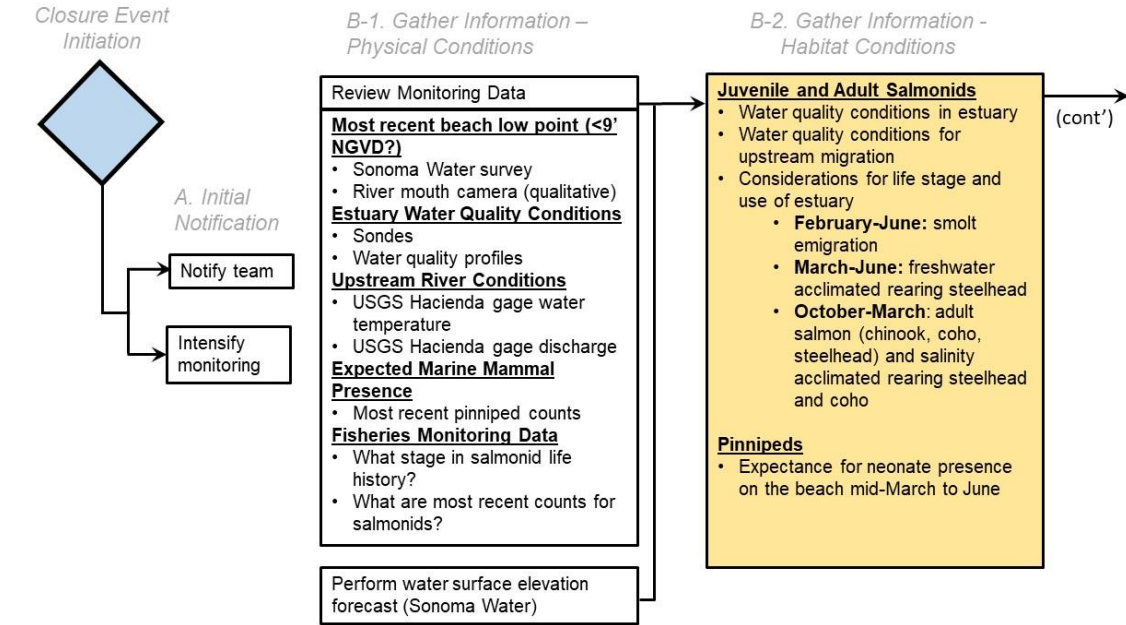 Closure Event
Initiation
A. Initial
Notification
Notify team
Intensify
monitoring
B-1. Gather Information –
Physical Conditions
Review Monitoring Data
Most recent beach low point (<9’
NGVD?)
• Sonoma Water survey
• River mouth camera (qualitative)
Estuary Water Quality Conditions
• Sondes
• Water quality profiles
Upstream River Conditions
• USGS Hacienda gage water
temperature
• USGS Hacienda gage discharge
Expected Marine Mammal
Presence
• Most recent pinniped counts
Fisheries Monitoring Data
• What stage in salmonid life
history?
• What are most recent counts for
salmonids?
Perform water surface elevation
forecast (Sonoma Water)
B-2. Gather Information -
Habitat Conditions
Juvenile and Adult Salmonids
• Water quality conditions in estuary
• Water quality conditions for
upstream migration
• Considerations for life stage and
use of estuary
• February-June: smolt
emigration
• March-June: freshwater
acclimated rearing steelhead
• October-March: adult
salmon (chinook, coho,
steelhead) and salinity
acclimated rearing steelhead
and coho
Pinnipeds
• Expectance for neonate presence
on the beach mid-March to June
(cont’)